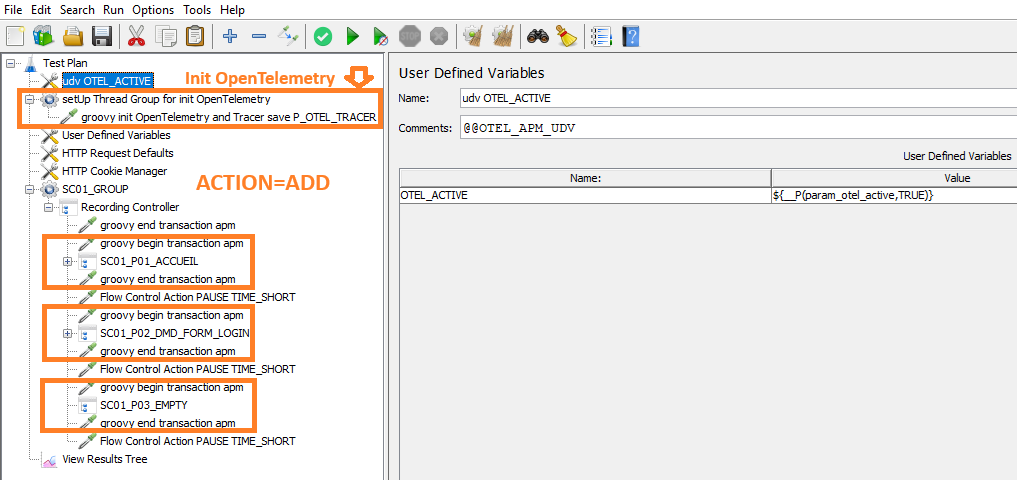 File Edit Search Run Options Tools Help
STOP
Test Plan
udv OTEL_ACTIVE
Init OpenTelemetry
setUp Thread Group for init OpenTelemetry
groovy init OpenTelemetry and Tracer save P_OTEL_TRACER
User Defined Variables
HTTP Request Defaults
HTTP Cookie Manager
SC01_GROUP
ACTION=ADD
Recording Controller
groovy end transaction apm
groovy begin transaction apm
SC01_P01_ACCUEIL
groovy end transaction apm
Flow Control Action PAUSE TIME_SHORT
groovy begin transaction apm
SC01_P02_DMD_FORM_LOGIN
groovy end transaction apm
Flow Control Action PAUSE TIME_SHORT
groovy begin transaction apm
SC01_P03_EMPTY
groovy end transaction apm
Flow Control Action PAUSE TIME_SHORT
View Results Tree
User Defined Variables
Name: udv OTEL_ACTIVE
Comments: @@OTEL_APM_UDV
User Defined Variables
Name: Value
OTEL_ACTIVE ${__P(param_otel_active,TRUE)}